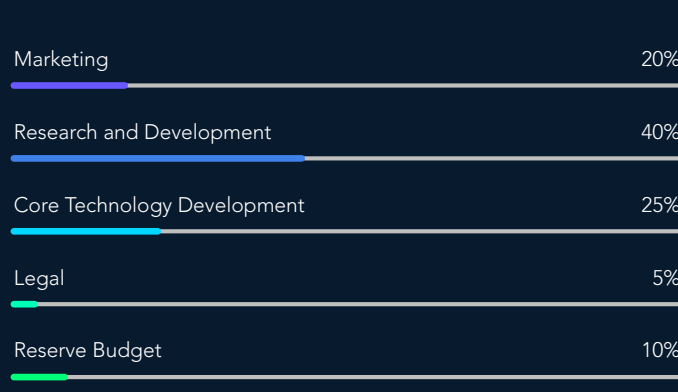 Marketing 20%
Research and Development 40%
Core Technology Development 25%
Legal 5%
Reserve Budget 10%